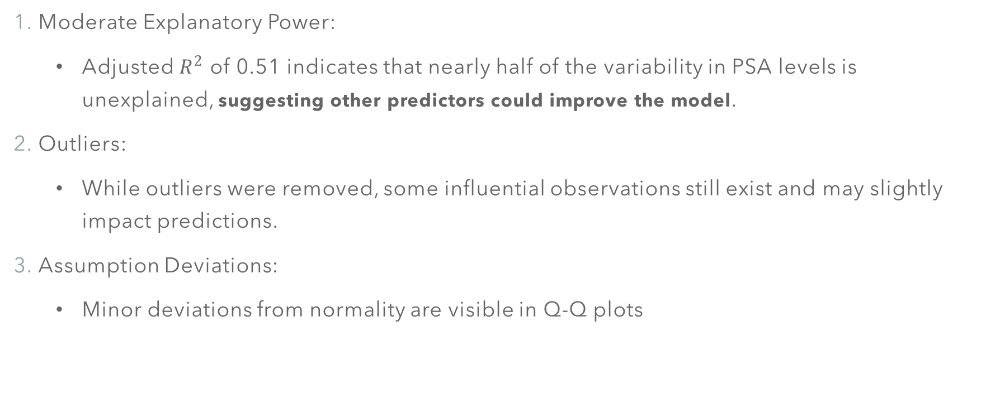 1. Moderate Explanatory Power:
• Adjusted R² of 0.51 indicates that nearly half of the variability in PSA levels is
unexplained, suggesting other predictors could improve the model.
2. Outliers:
• While outliers were removed, some influential observations still exist and may slightly
impact predictions.
3. Assumption Deviations:
• Minor deviations from normality are visible in Q-Q plots